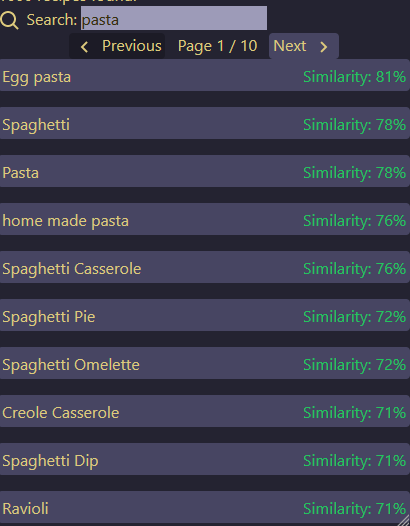 Search: pasta
Previous Page 1 / 10 Next
Egg pasta Similarity: 81%
Spaghetti Similarity: 78%
Pasta Similarity: 78%
home made pasta Similarity: 76%
Spaghetti Casserole Similarity: 76%
Spaghetti Pie Similarity: 72%
Spaghetti Omelette Similarity: 72%
Creole Casserole Similarity: 71%
Spaghetti Dip Similarity: 71%
Ravioli Similarity: 71%